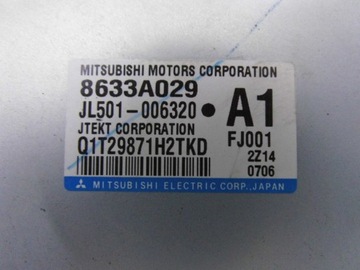 MITSUBISHI MOTORS CORPORATION
8633A029
JL501-006320 ● A1
JTEKT CORPORATION FJ001
Q1T29871H2TKD 2Z14
0706
MITSUBISHI ELECTRIC CORP., JAPAN